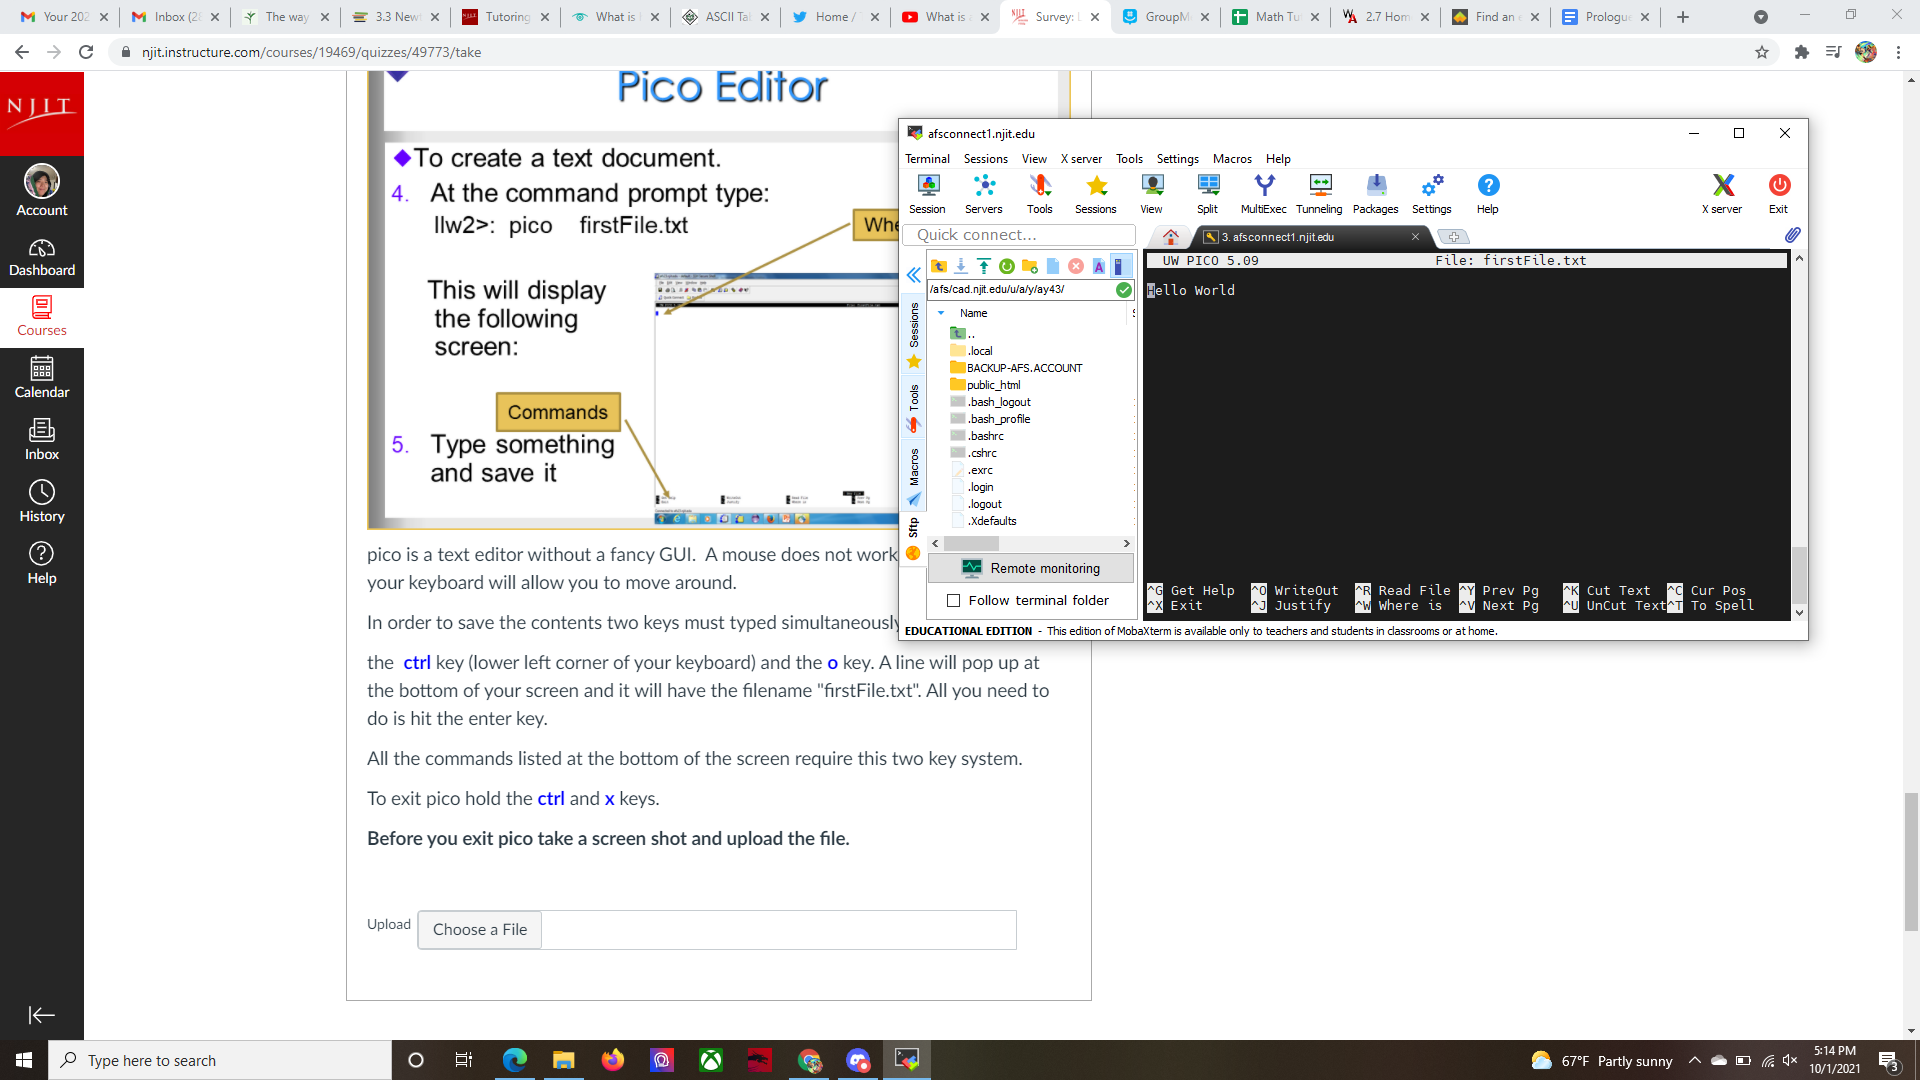 Your 202
Inbox (28
The way
3.3 New
Tutoring
What is
ASCII Ta
Home /
What is
Survey: L
GroupM
Math Tu
2.7 Hom
Find an
Prologue
njit.instructure.com/courses/19469/quizzes/49773/take
NJIT
Account
Dashboard
Courses
Calendar
Inbox
History
Help
Pico Editor
To create a text document.
4. At the command prompt type:
llw2>: pico firstFile.txt
This will display
the following
screen:
Commands
5. Type something
and save it
pico is a text editor without a fancy GUI. A mouse does not work
your keyboard will allow you to move around.
In order to save the contents two keys must typed simultaneously
the ctrl key (lower left corner of your keyboard) and the o key. A line will pop up at
the bottom of your screen and it will have the filename "firstFile.txt". All you need to
do is hit the enter key.
All the commands listed at the bottom of the screen require this two key system.
To exit pico hold the ctrl and x keys.
Before you exit pico take a screen shot and upload the file.
Upload Choose a File
afsconnect1.njit.edu
Terminal Sessions View X server Tools Settings Macros Help
Session Servers Tools Sessions View Split MultiExec Tunneling Packages Settings Help X server Exit
Quick connect...
3. afsconnect1.njit.edu
/afs/cad.njit.edu/u/a/y/ay43/
Sessions
Tools
Macros
Sftp
Name
..
.local
BACKUP-AFS.ACCOUNT
public_html
.bash_logout
.bash_profile
.bashrc
.cshrc
.exrc
.login
.logout
.Xdefaults
Remote monitoring
Follow terminal folder
UW PICO 5.09 File: firstFile.txt
Hello World
^G Get Help ^O WriteOut ^R Read File ^Y Prev Pg ^K Cut Text ^C Cur Pos
^X Exit ^J Justify ^W Where is ^V Next Pg ^U UnCut Text ^T To Spell
EDUCATIONAL EDITION - This edition of MobaXterm is available only to teachers and students in classrooms or at home.
Type here to search
67°F Partly sunny
5:14 PM
10/1/2021
3